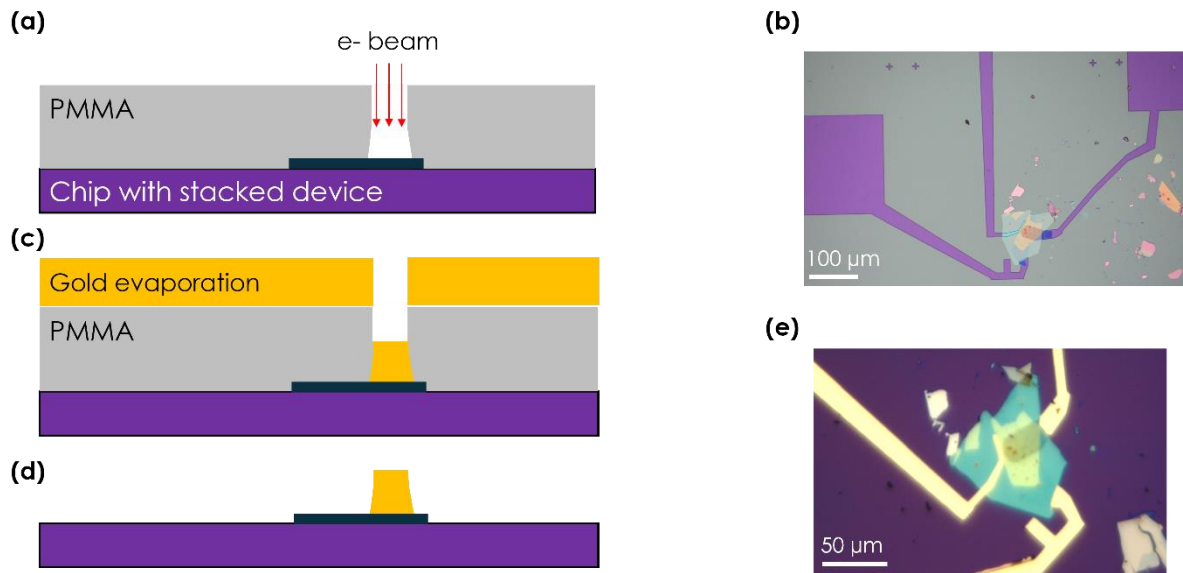 (a)
e- beam
PMMA
Chip with stacked device
(b)
100 µm
(c)
Gold evaporation
PMMA
(d)
(e)
50 µm